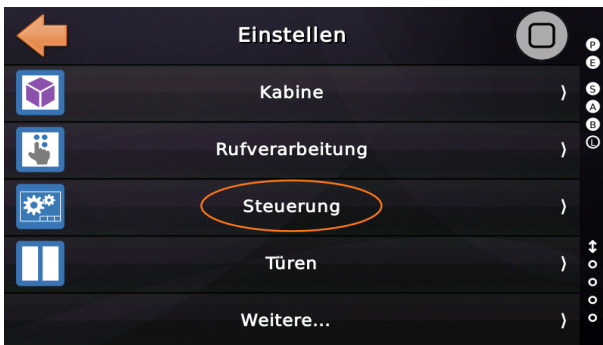 Einstellen
Kabine
Rufverarbeitung
Steuerung
Türen
Weitere...
P
E
S
A
B
L